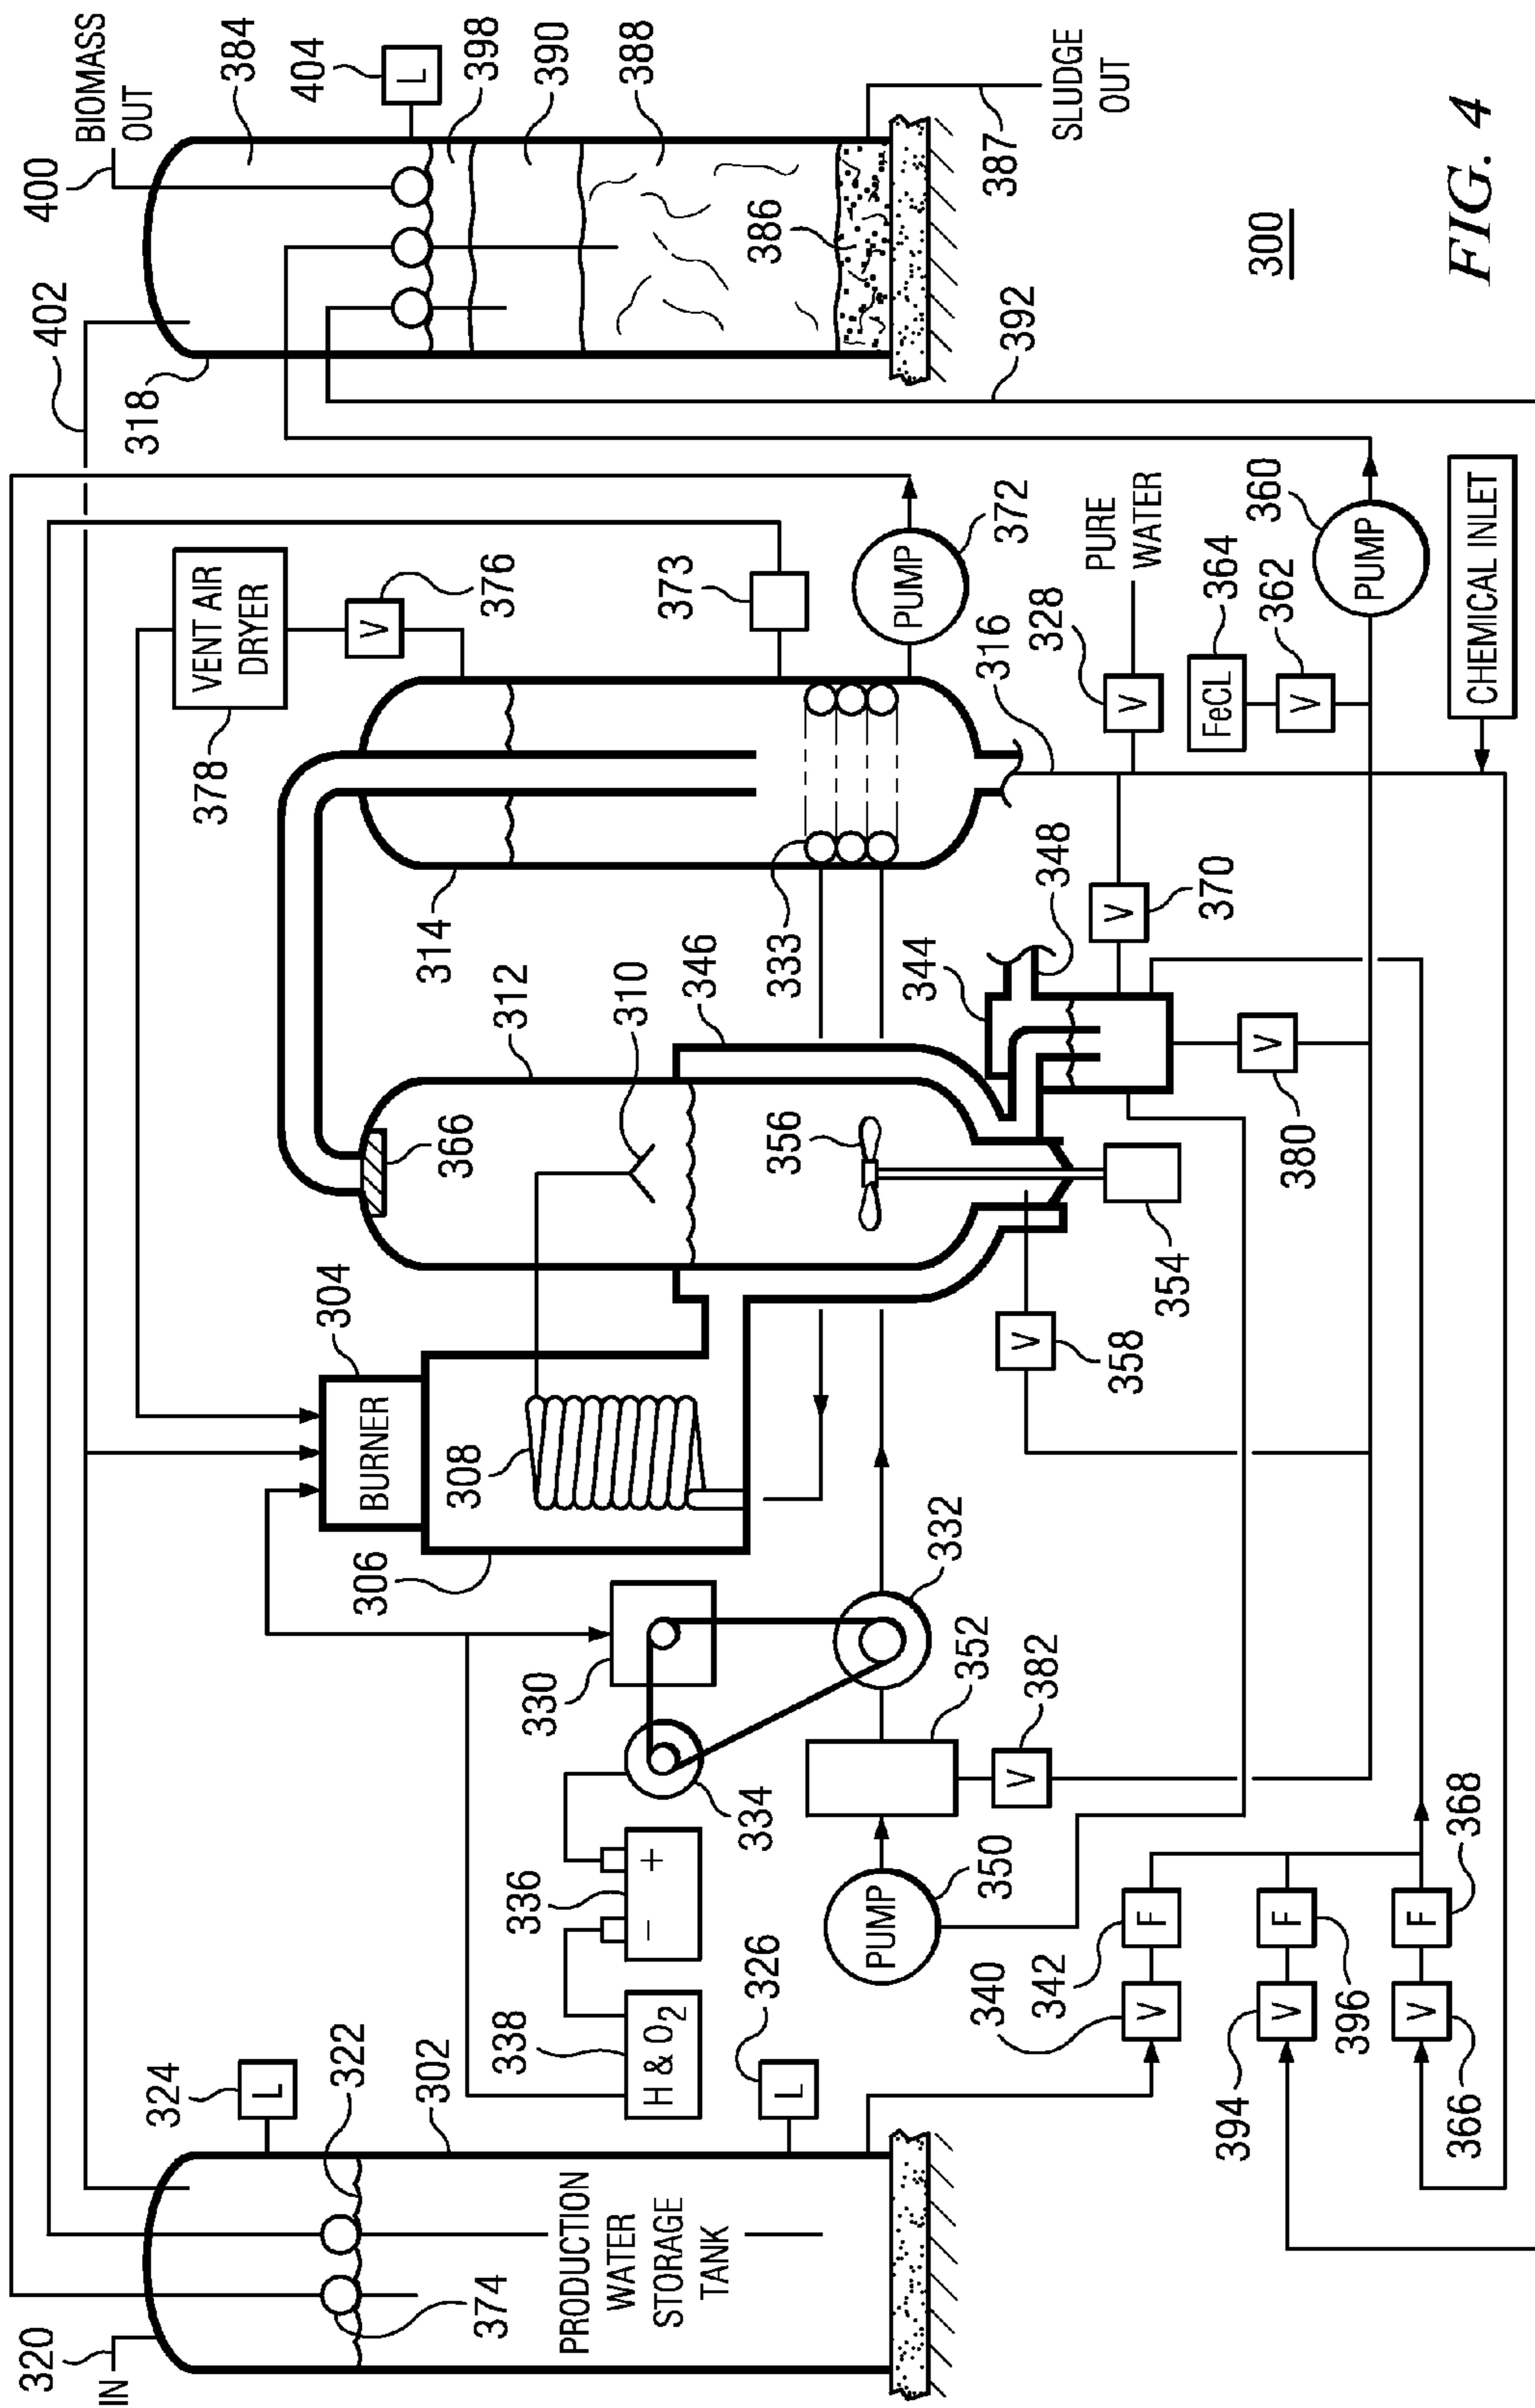 320
IN
324
322
302
374
PRODUCTION
WATER
STORAGE
TANK
L
326
L
338
H & O2
336
− +
334
330
306
304
BURNER
308
332
352
382
V
350
PUMP
340
342
V
F
394
396
V
F
366
368
V
F
378
VENT AIR
DRYER
376
V
366
312
310
346
356
354
358
V
314
333
373
372
PUMP
316
328
V
PURE
WATER
344
348
370
V
380
V
364
FeCL
362
V
360
PUMP
CHEMICAL INLET
402
318
400
BIOMASS
OUT
384
404
L
398
390
388
386
387
SLUDGE
OUT
392
300
FIG. 4